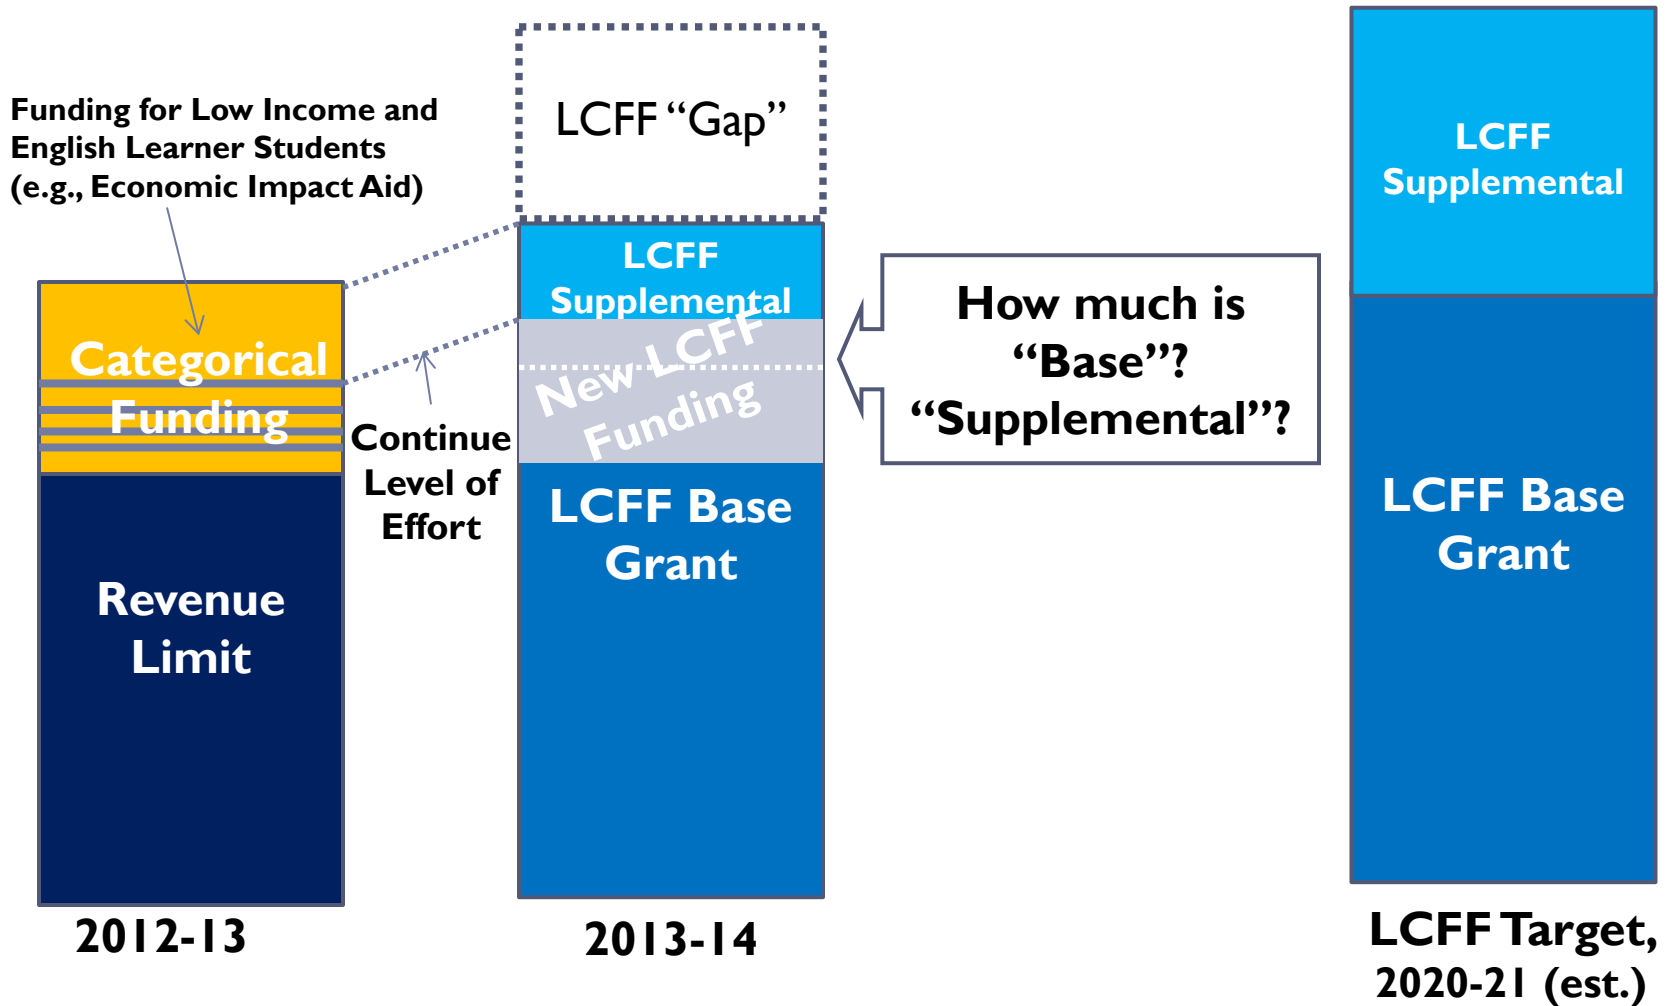 Funding for Low Income and
English Learner Students
(e.g., Economic Impact Aid)
Categorical
Funding
Revenue
Limit
2012-13
Continue
Level of
Effort
LCFF “Gap”
LCFF
Supplemental
New LCFF
Funding
LCFF Base
Grant
2013-14
How much is
“Base”?
“Supplemental”?
LCFF
Supplemental
LCFF Base
Grant
LCFF Target,
2020-21 (est.)